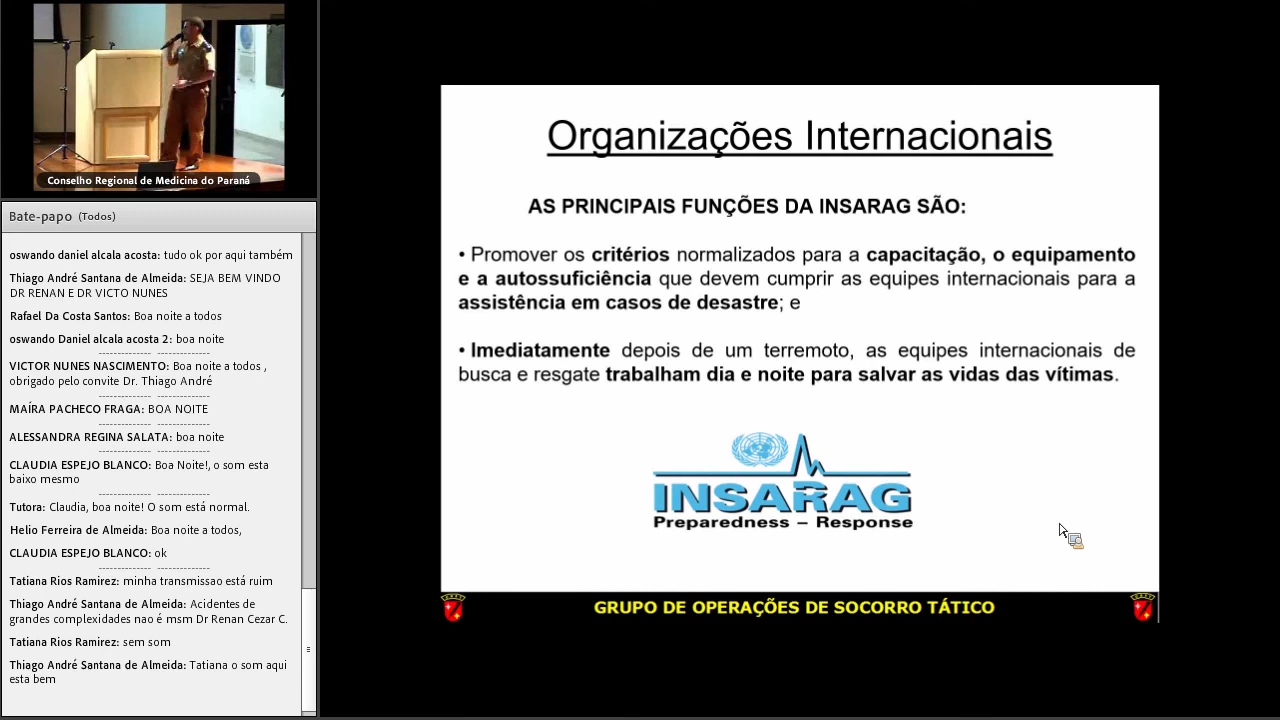 Conselho Regional de Medicina do Paraná
Bate-papo (Todos)
oswando daniel alcala acosta: tudo ok por aqui também
Thiago André Santana de Almeida: SEJA BEM VINDO
DR RENAN E DR VICTO NUNES
Rafael Da Costa Santos: Boa noite a todos
oswando Daniel alcala acosta 2: boa noite
VICTOR NUNES NASCIMENTO: Boa noite a todos ,
obrigado pelo convite Dr. Thiago André
MAÍRA PACHECO FRAGA: BOA NOITE
ALESSANDRA REGINA SALATA: boa noite
CLAUDIA ESPEJO BLANCO: Boa Noite!, o som esta
baixo mesmo
Tutora: Claudia, boa noite! O som está normal.
Helio Ferreira de Almeida: Boa noite a todos,
CLAUDIA ESPEJO BLANCO: ok
Tatiana Rios Ramirez: minha transmissao está ruim
Thiago André Santana de Almeida: Acidentes de
grandes complexidades nao é msm Dr Renan Cezar C.
Tatiana Rios Ramirez: sem som
Thiago André Santana de Almeida: Tatiana o som aqui
esta bem
Organizações Internacionais
AS PRINCIPAIS FUNÇÕES DA INSARAG SÃO:
• Promover os critérios normalizados para a capacitação, o equipamento
e a autossuficiência que devem cumprir as equipes internacionais para a
assistência em casos de desastre; e
• Imediatamente depois de um terremoto, as equipes internacionais de
busca e resgate trabalham dia e noite para salvar as vidas das vítimas.
INSARAG
Preparedness – Response
GRUPO DE OPERAÇÕES DE SOCORRO TÁTICO